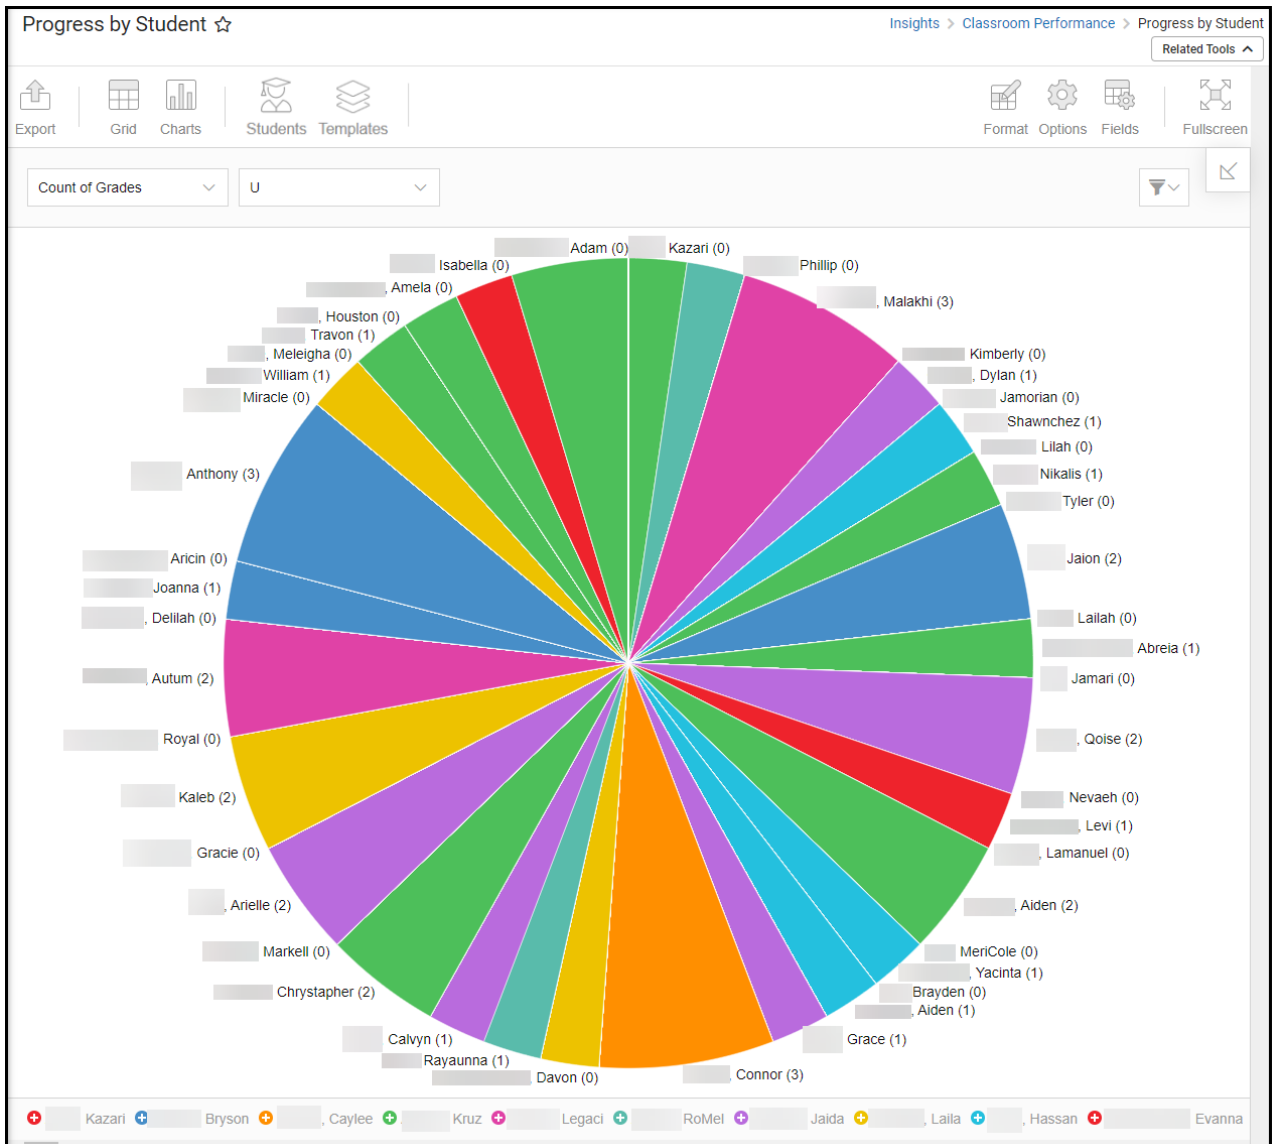 Progress by Student
Insights > Classroom Performance > Progress by Student
Related Tools
Export
Grid
Charts
Students
Templates
Format
Options
Fields
Fullscreen
Count of Grades
U
Adam (0)
Kazari (0)
Isabella (0)
Phillip (0)
, Amela (0)
, Malakhi (3)
, Houston (0)
Travon (1)
, Meleigha (0)
Kimberly (0)
William (1)
, Dylan (1)
Miracle (0)
Jamorian (0)
Shawnchez (1)
Lilah (0)
Anthony (3)
Nikalis (1)
Tyler (0)
Aricin (0)
Jaion (2)
Joanna (1)
, Delilah (0)
Lailah (0)
Abreia (1)
, Autum (2)
Jamari (0)
Royal (0)
, Qoise (2)
Kaleb (2)
Nevaeh (0)
, Levi (1)
Gracie (0)
, Lamanuel (0)
, Arielle (2)
, Aiden (2)
Markell (0)
MeriCole (0)
, Yacinta (1)
Chrystapher (2)
Brayden (0)
, Aiden (1)
Calvyn (1)
Grace (1)
Rayaunna (1)
, Davon (0)
, Connor (3)
Kazari Bryson , Caylee Kruz Legaci RoMel Jaida , Laila , Hassan Evanna